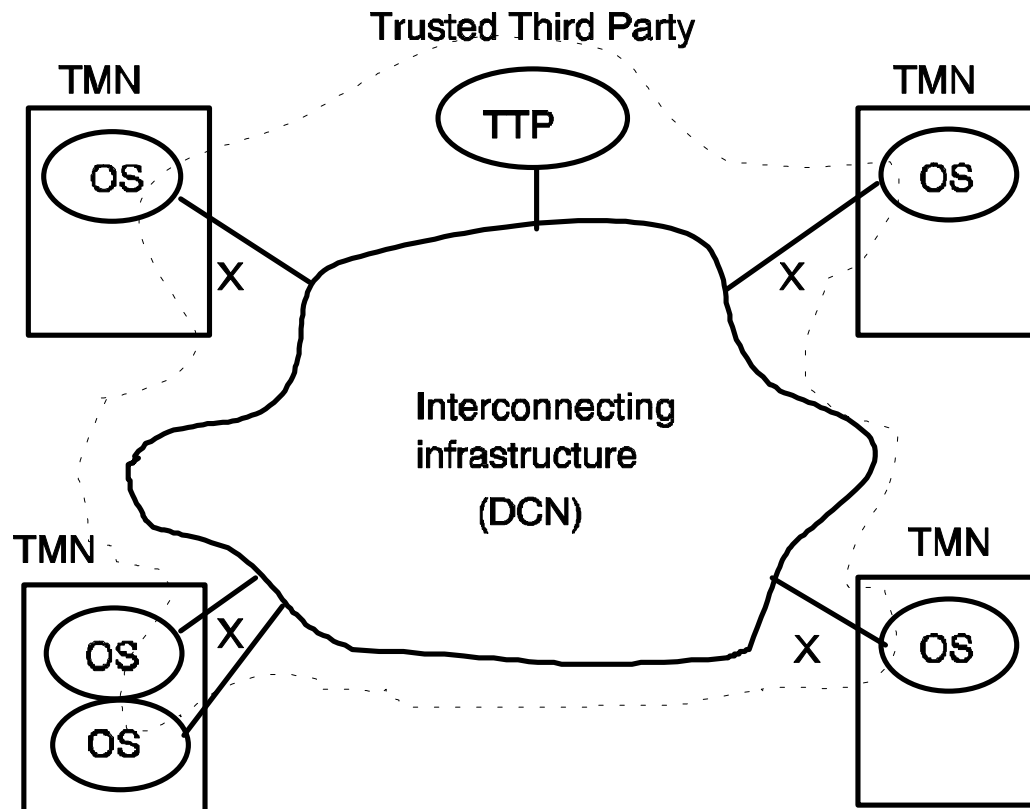 Trusted Third Party
TMN
TTP
TMN
OS
OS
X
X
Interconnecting
infrastructure
(DCN)
TMN
TMN
OS
X
X
OS
OS